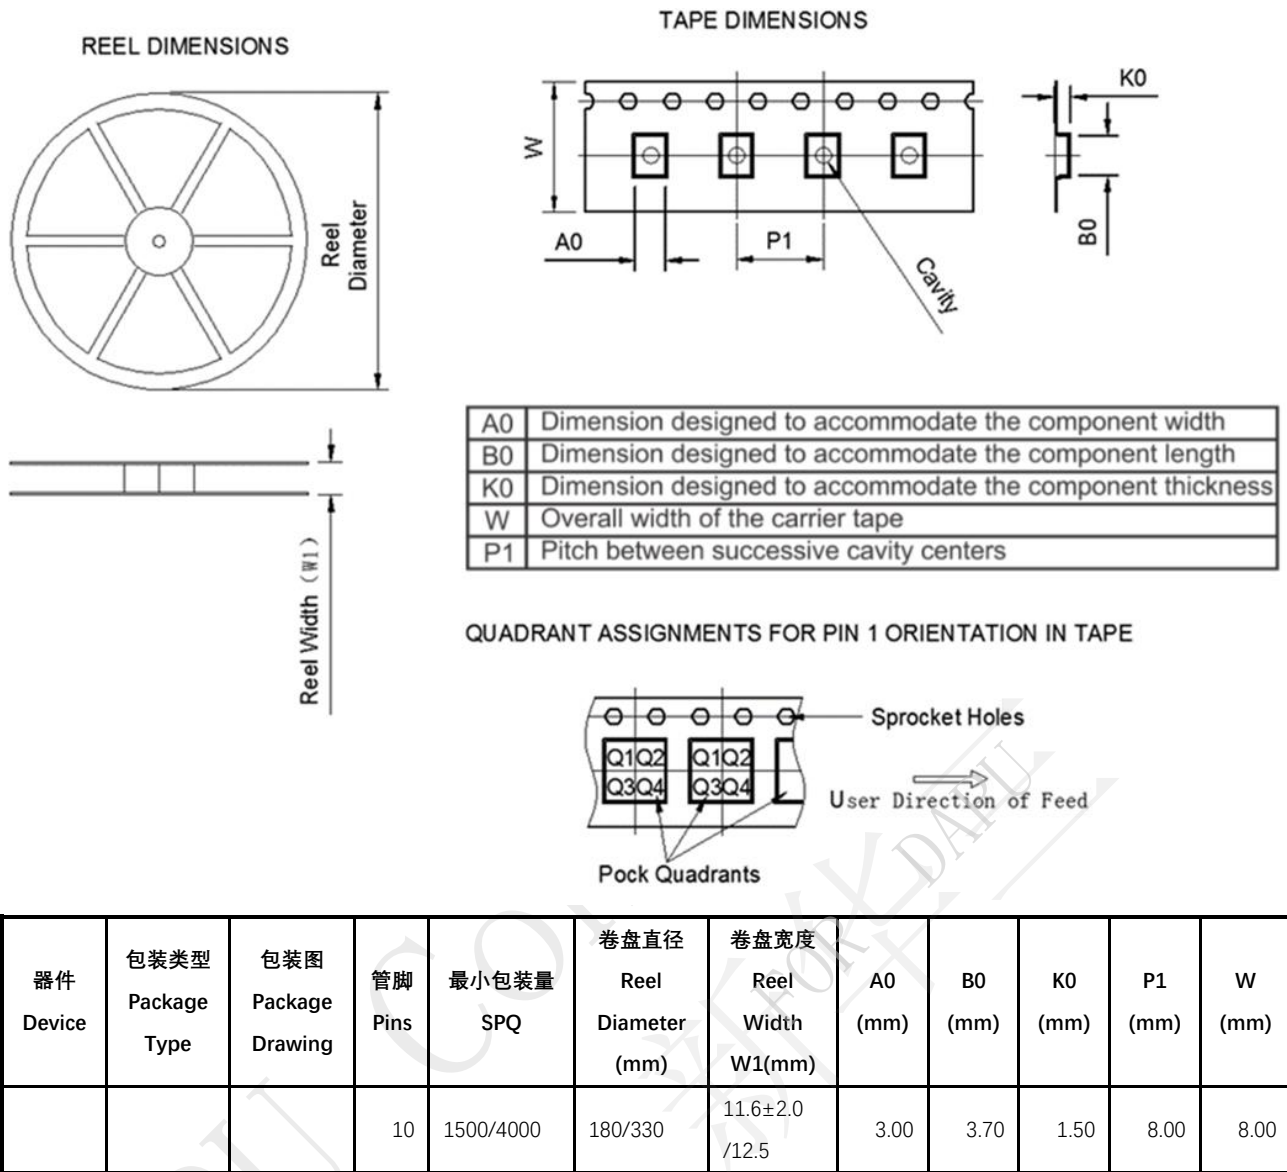 REEL DIMENSIONS
TAPE DIMENSIONS
Reel
Diameter
W
A0
P1
Cavity
K0
B0
Reel Width (W1)
A0 Dimension designed to accommodate the component width
B0 Dimension designed to accommodate the component length
K0 Dimension designed to accommodate the component thickness
W Overall width of the carrier tape
P1 Pitch between successive cavity centers
QUADRANT ASSIGNMENTS FOR PIN 1 ORIENTATION IN TAPE
Sprocket Holes
Q1 Q2 Q1 Q2
Q3 Q4 Q3 Q4
User Direction of Feed
Pock Quadrants
器件
Device
包装类型
Package
Type
包装图
Package
Drawing
管脚
Pins
最小包装量
SPQ
卷盘直径
Reel
Diameter
(mm)
卷盘宽度
Reel
Width
W1(mm)
A0
(mm)
B0
(mm)
K0
(mm)
P1
(mm)
W
(mm)
10
1500/4000
180/330
11.6±2.0
/12.5
3.00
3.70
1.50
8.00
8.00
FOR DAPU